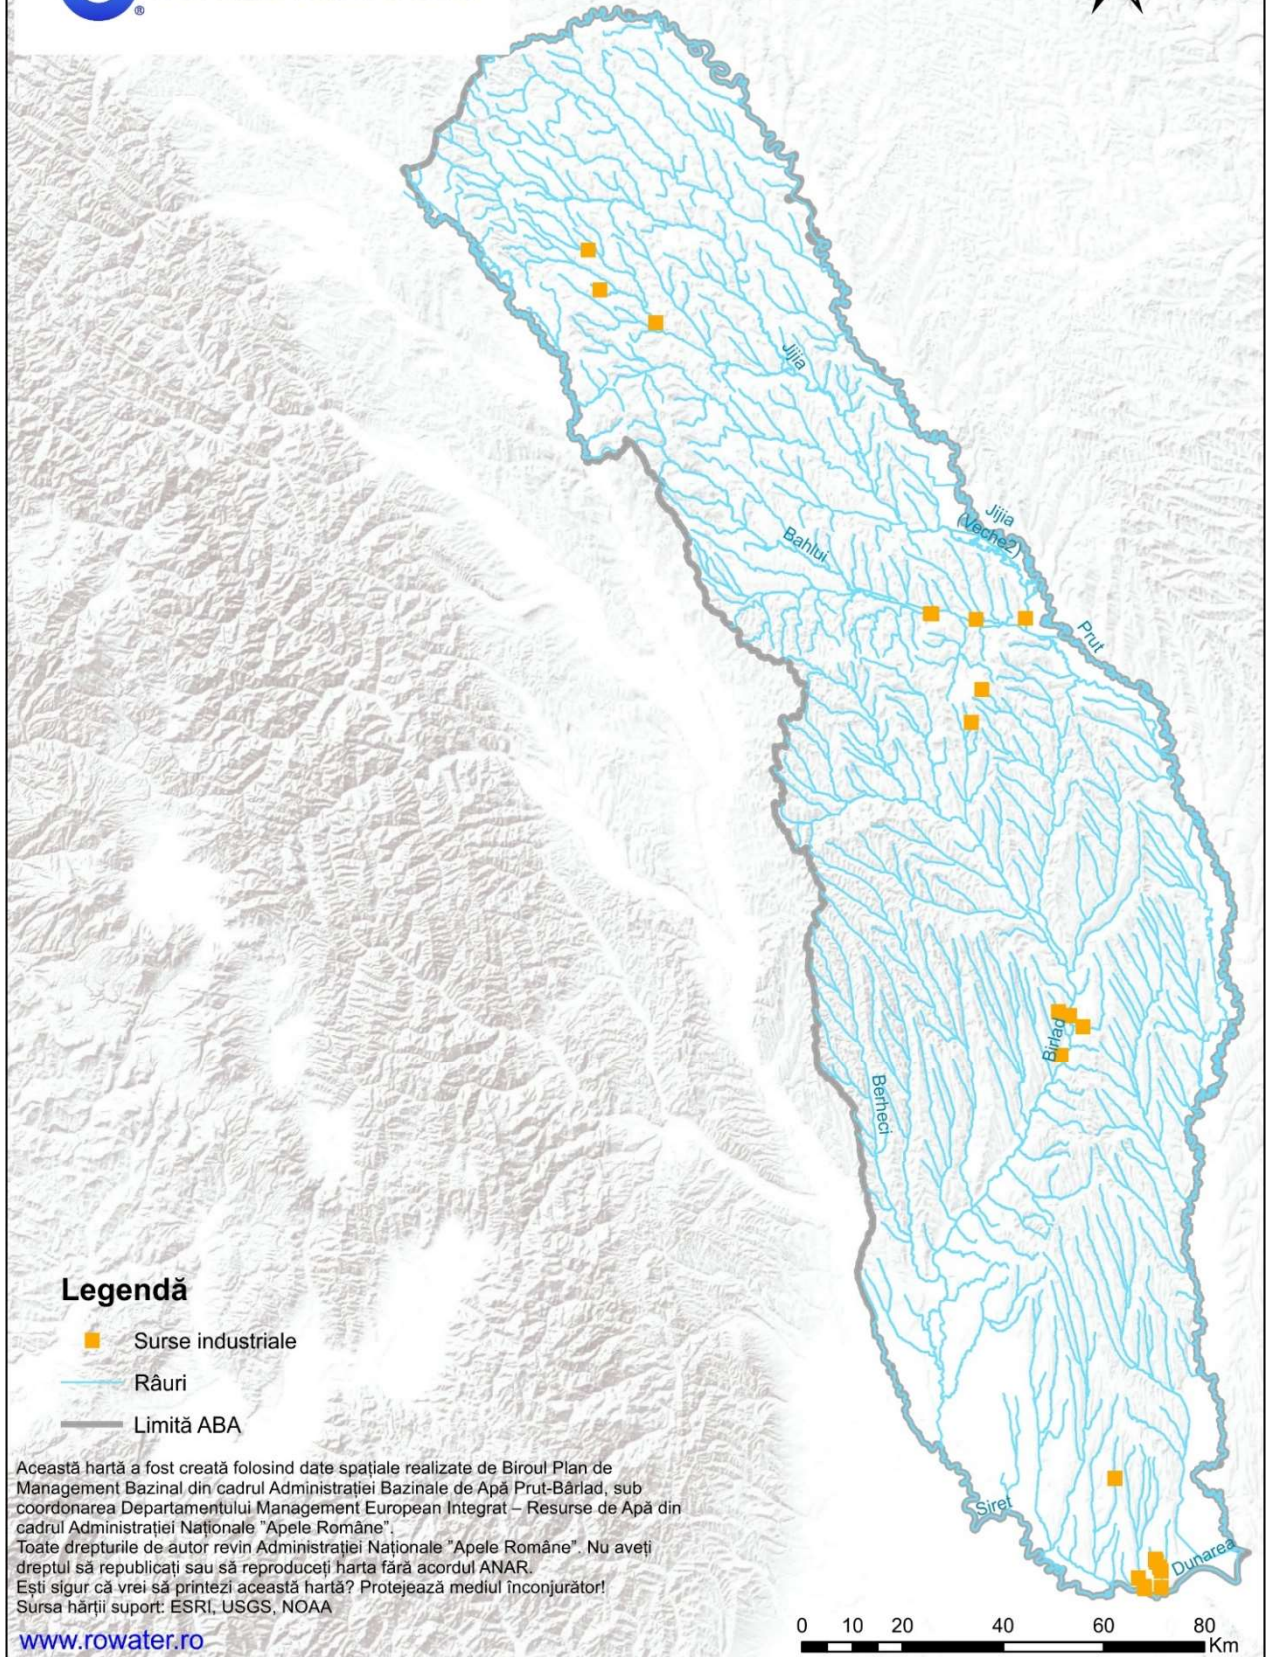 ®
Jijia
Jijia
(Veche2)
Bahlui
Prut
Birlad
Berheci
Siret
Dunarea
Legendă
Surse industriale
Râuri
Limită ABA
Această hartă a fost creată folosind date spațiale realizate de Biroul Plan de
Management Bazinal din cadrul Administrației Bazinale de Apă Prut-Bârlad, sub
coordonarea Departamentului Management European Integrat – Resurse de Apă din
cadrul Administrației Naționale ”Apele Române”.
Toate drepturile de autor revin Administrației Naționale ”Apele Române”. Nu aveți
dreptul să republicați sau să reproduceți harta fără acordul ANAR.
Ești sigur că vrei să printezi această hartă? Protejează mediul înconjurător!
Sursa hărții suport: ESRI, USGS, NOAA
www.rowater.ro
0 10 20 40 60 80
Km